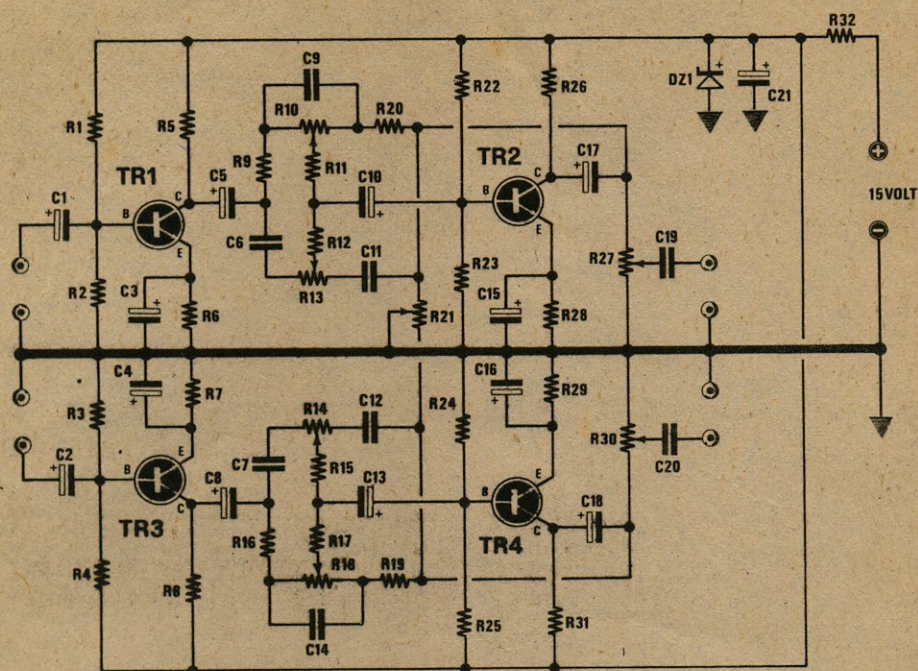 R32
C9
R22
R26
DZ1
C21
R1
R5
R10
R20
TR1
R9
R11
TR2
C17
C1
C5
C10
C
B
C
B
15VOLT
E
C6
R12
C11
E
R27
C19
R2
C3
R13
R23
C15
R6
R21
R28
C4
R7
C16
R29
R3
R14
C12
R24
R30
C2
C7
R15
E
C20
B
E
C8
C13
B
C18
TR3
C
R16
R17
TR4
C
R4
R8
R18
R19
C14
R25
R31